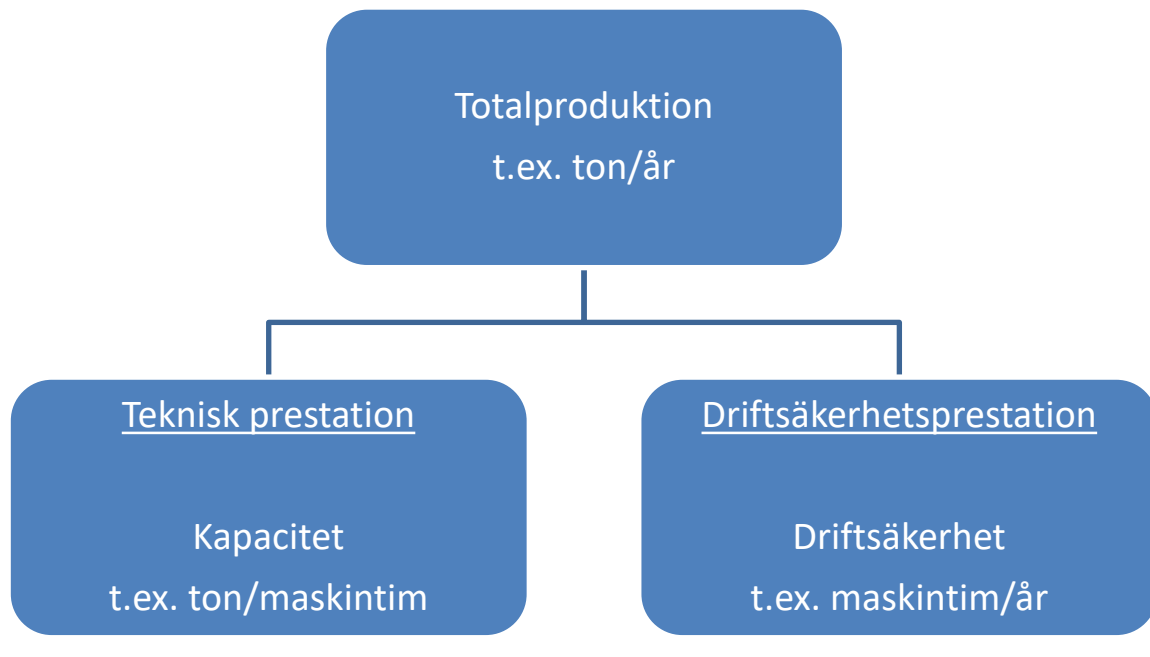 Totalproduktion
t.ex. ton/år
Teknisk prestation
Kapacitet
t.ex. ton/maskintim
Driftsäkerhetsprestation
Driftsäkerhet
t.ex. maskintim/år